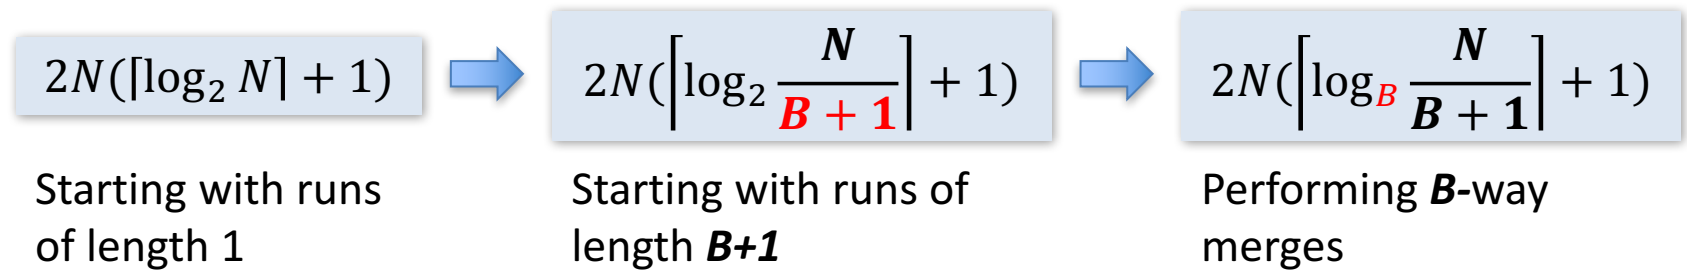 2N(⌈log₂ N⌉ + 1)
Starting with runs
of length 1
2N(⌈log₂ N/(B + 1)⌉ + 1)
Starting with runs of
length B+1
2N(⌈log_B N/(B + 1)⌉ + 1)
Performing B-way
merges